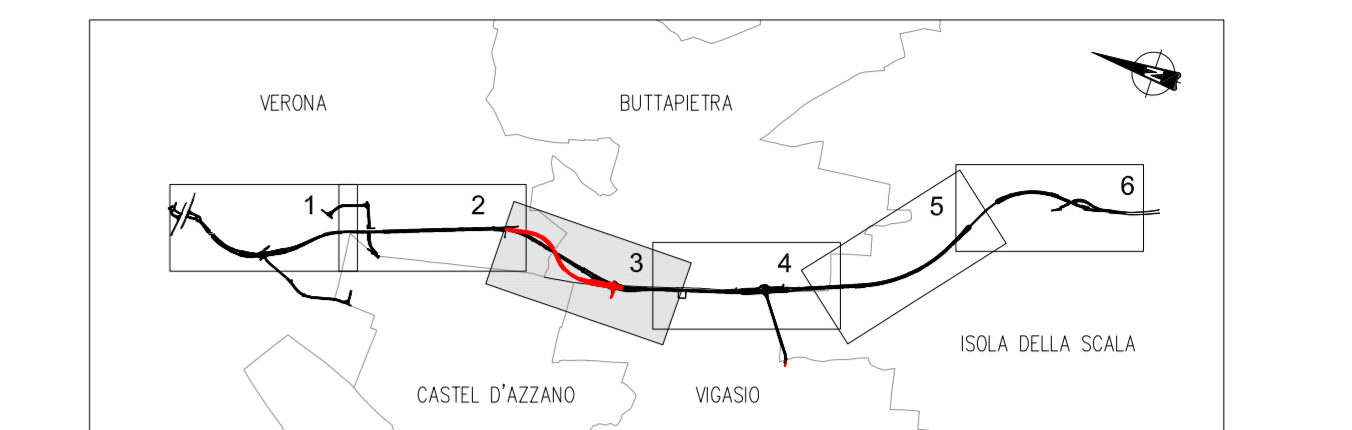 VERONA
BUTTAPIETRA
N
1
2
3
4
5
6
ISOLA DELLA SCALA
CASTEL D'AZZANO
VIGASIO